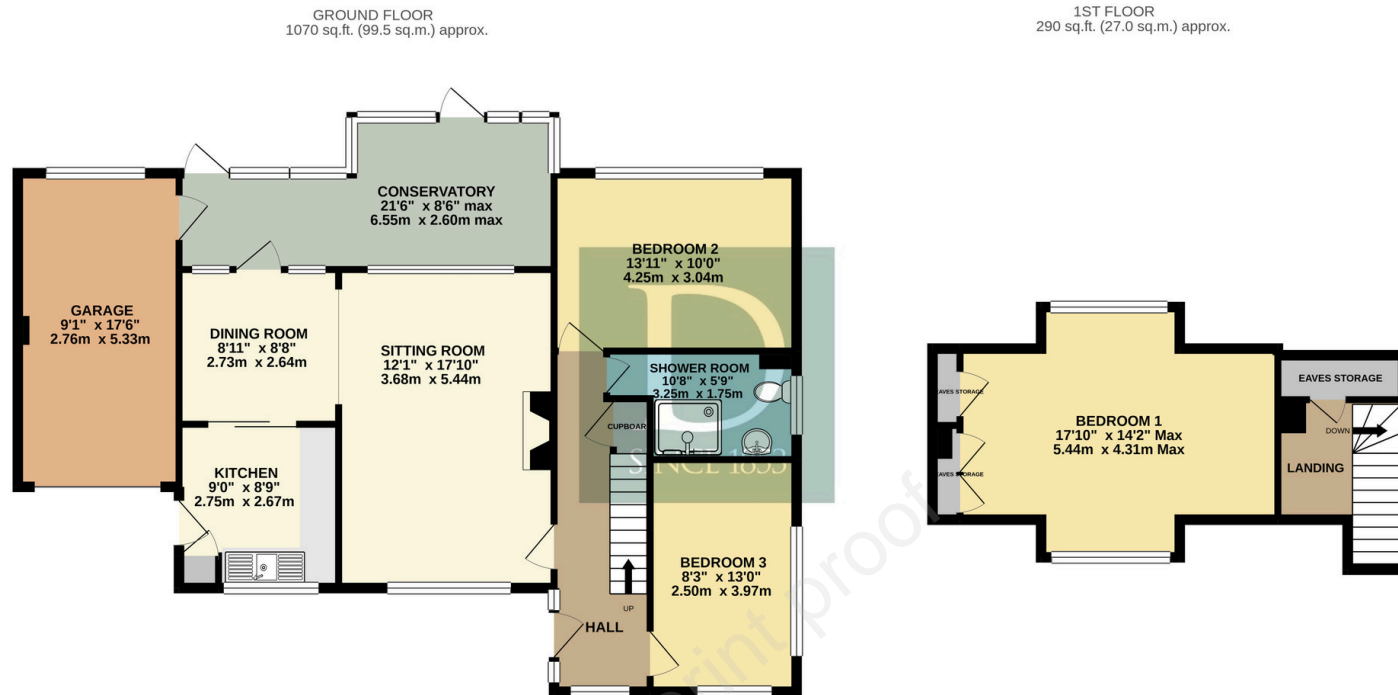 GROUND FLOOR
1070 sq.ft. (99.5 sq.m.) approx.
1ST FLOOR
290 sq.ft. (27.0 sq.m.) approx.
CONSERVATORY
21'6" x 8'6" max
6.55m x 2.60m max
BEDROOM 2
13'11" x 10'0"
4.25m x 3.04m
GARAGE
9'1" x 17'6"
2.76m x 5.33m
DINING ROOM
8'11" x 8'8"
2.73m x 2.64m
SITTING ROOM
12'1" x 17'10"
3.68m x 5.44m
SHOWER ROOM
10'8" x 5'9"
3.25m x 1.75m
CUPBOAR
D
SINCE 1853
KITCHEN
9'0" x 8'9"
2.75m x 2.67m
BEDROOM 3
8'3" x 13'0"
2.50m x 3.97m
UP
HALL
print proof
EAVES STORAGE
AVES STORAGE
BEDROOM 1
17'10" x 14'2" Max
5.44m x 4.31m Max
AVES STORAGE
DOWN
LANDING